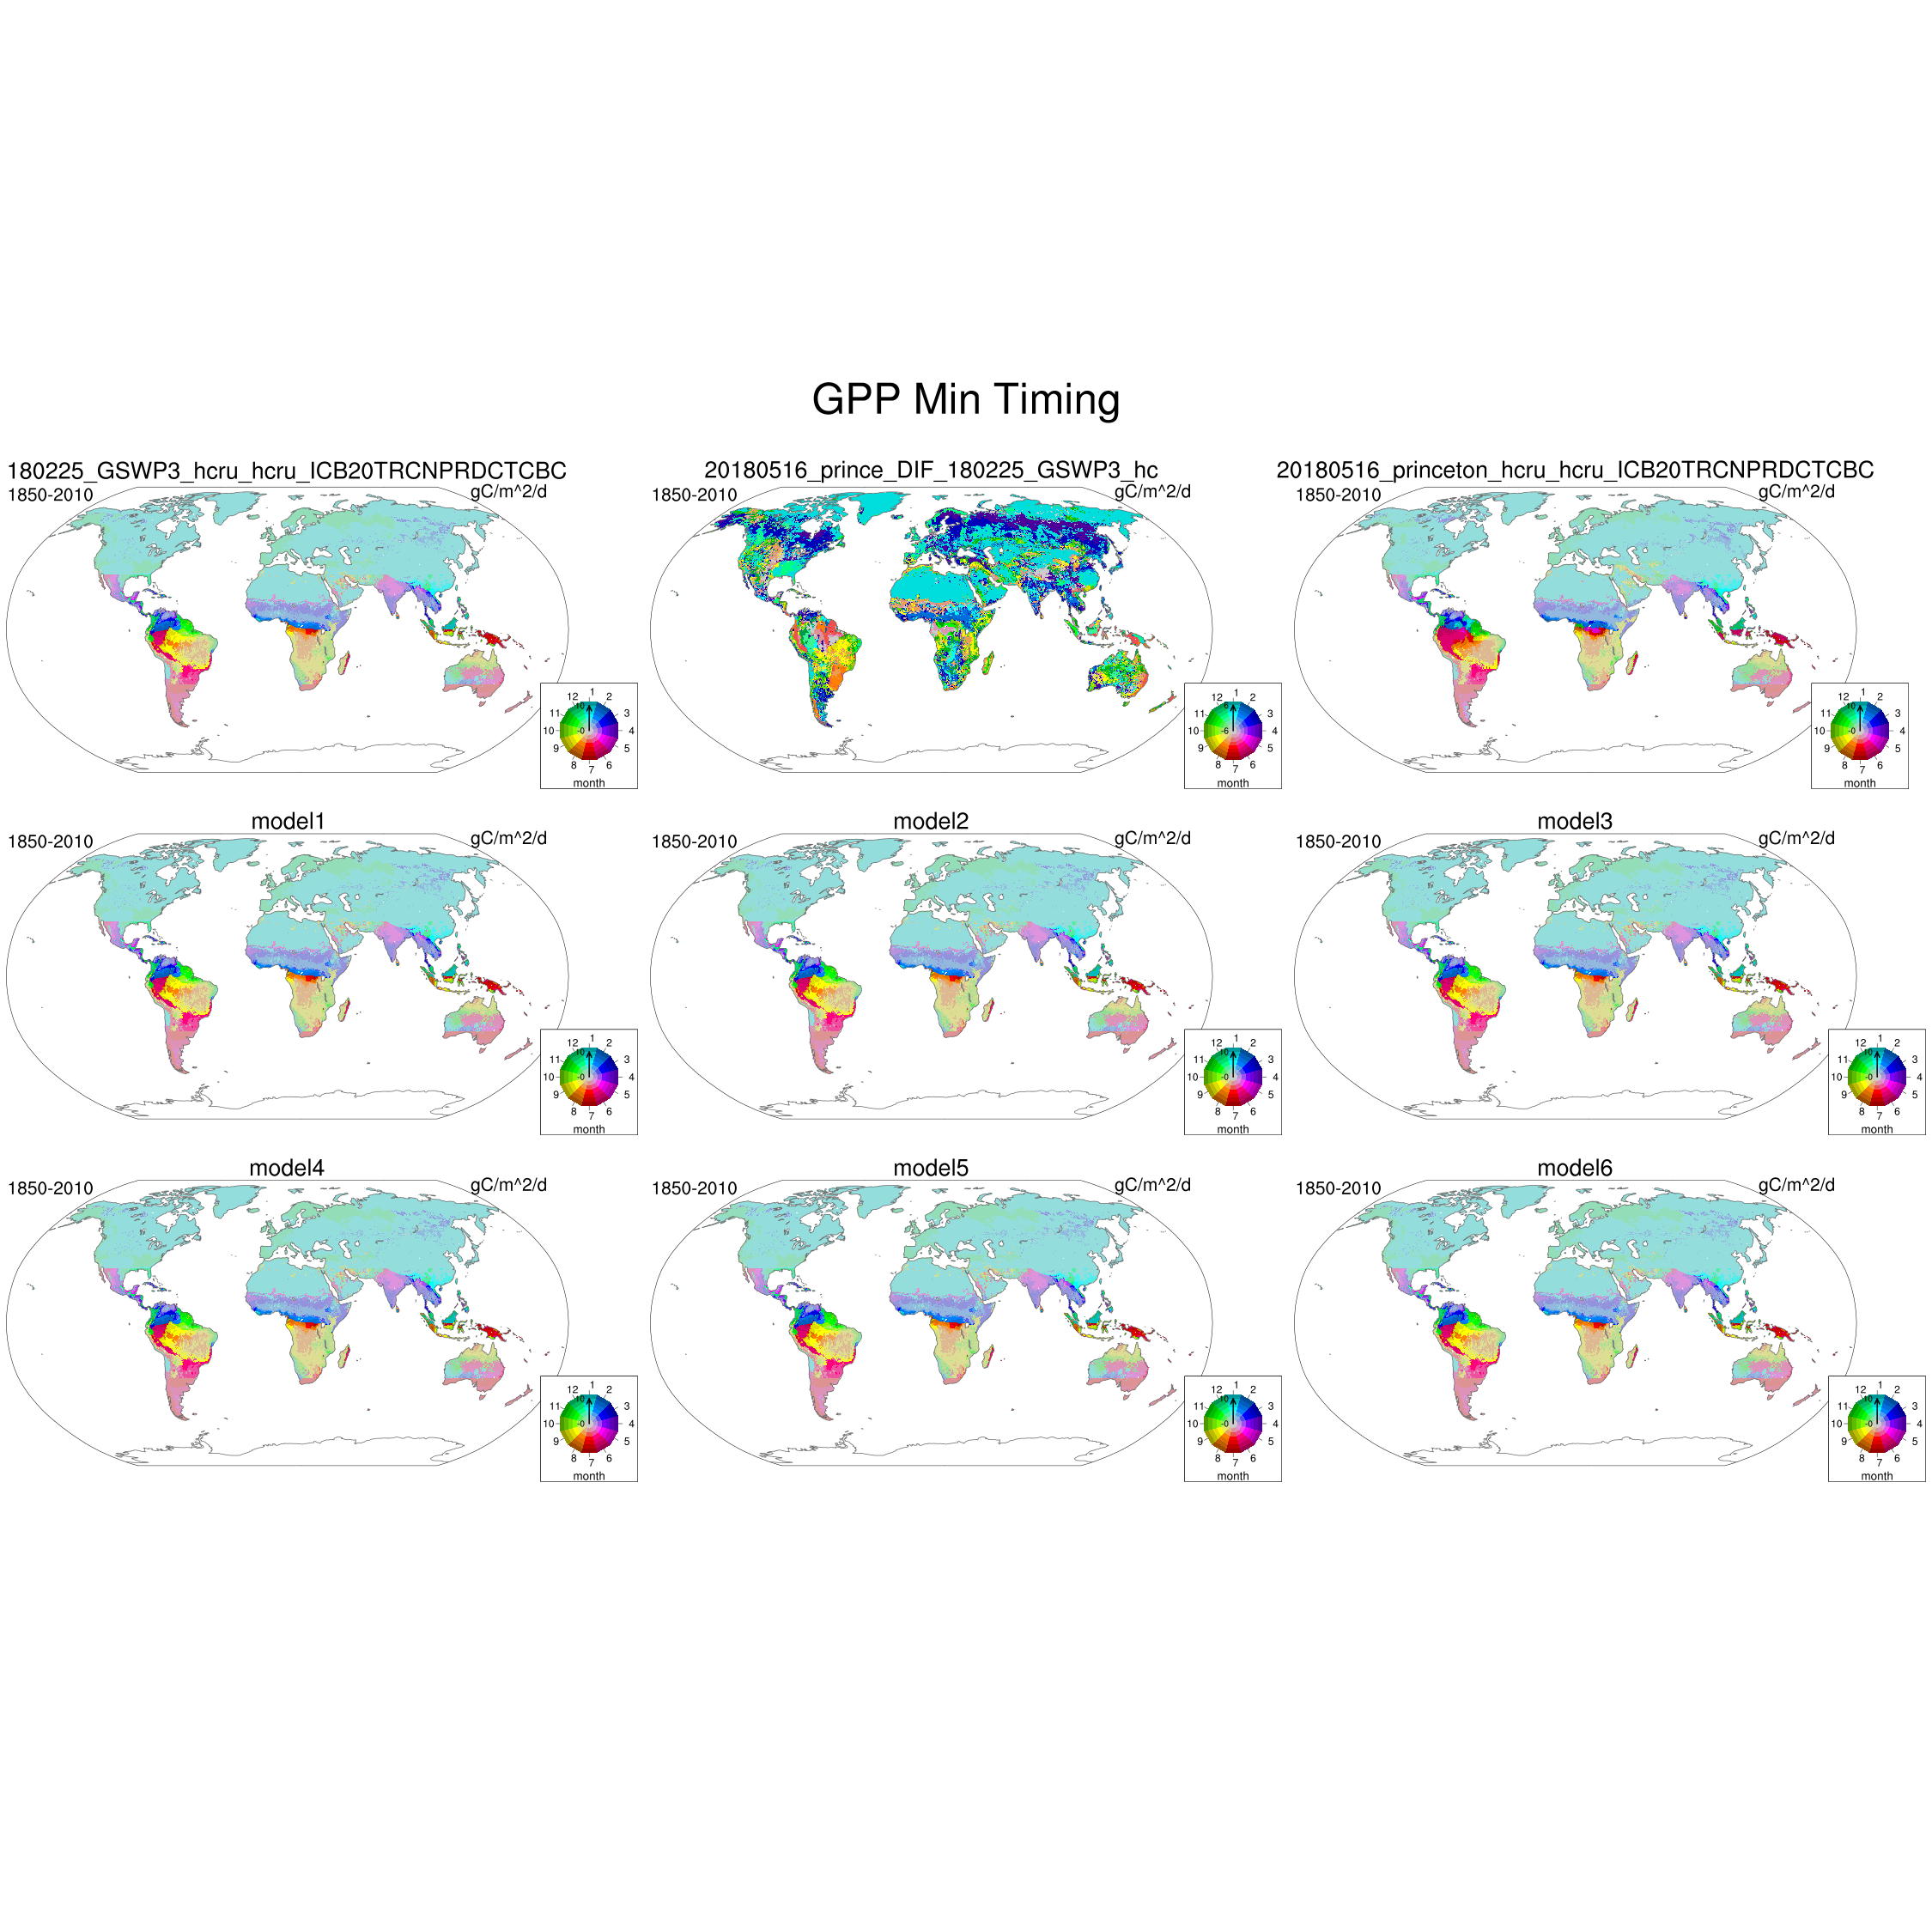 GPP Min Timing
180225_GSWP3_hcru_hcru_ICB20TRCNPRDCTCBC
1850-2010
gC/m^2/d
12 1 2
11 10 3
10 -0 4
9 5
8 7 6
month
20180516_prince_DIF_180225_GSWP3_hc
1850-2010
gC/m^2/d
12 1 2
11 6 3
10 -6 4
9 5
8 7 6
month
20180516_princeton_hcru_hcru_ICB20TRCNPRDCTCBC
1850-2010
gC/m^2/d
12 1 2
11 10 3
10 -0 4
9 5
8 7 6
month
model1
1850-2010
gC/m^2/d
12 1 2
11 10 3
10 -0 4
9 5
8 7 6
month
model2
1850-2010
gC/m^2/d
12 1 2
11 10 3
10 -0 4
9 5
8 7 6
month
model3
1850-2010
gC/m^2/d
12 1 2
11 10 3
10 -0 4
9 5
8 7 6
month
model4
1850-2010
gC/m^2/d
12 1 2
11 10 3
10 -0 4
9 5
8 7 6
month
model5
1850-2010
gC/m^2/d
12 1 2
11 10 3
10 -0 4
9 5
8 7 6
month
model6
1850-2010
gC/m^2/d
12 1 2
11 10 3
10 -0 4
9 5
8 7 6
month